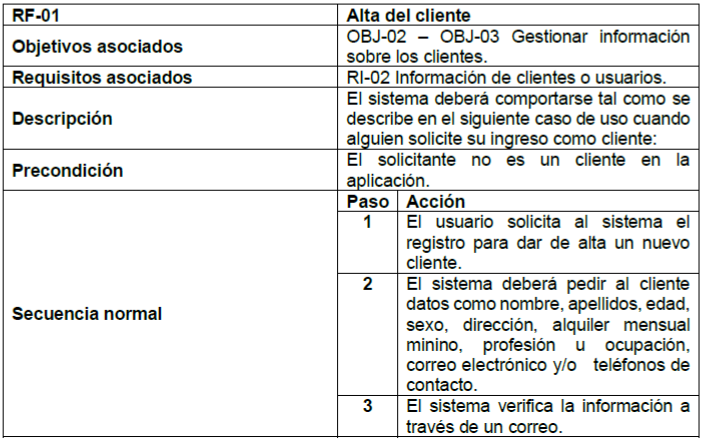 RF-01 Alta del cliente
Objetivos asociados OBJ-02 – OBJ-03 Gestionar información
sobre los clientes.
Requisitos asociados RI-02 Información de clientes o usuarios.
Descripción El sistema deberá comportarse tal como se
describe en el siguiente caso de uso cuando
alguien solicite su ingreso como cliente:
Precondición El solicitante no es un cliente en la
aplicación.
Secuencia normal Paso Acción
1 El usuario solicita al sistema el
registro para dar de alta un nuevo
cliente.
2 El sistema deberá pedir al cliente
datos como nombre, apellidos, edad,
sexo, dirección, alquiler mensual
minino, profesión u ocupación,
correo electrónico y/o teléfonos de
contacto.
3 El sistema verifica la información a
través de un correo.